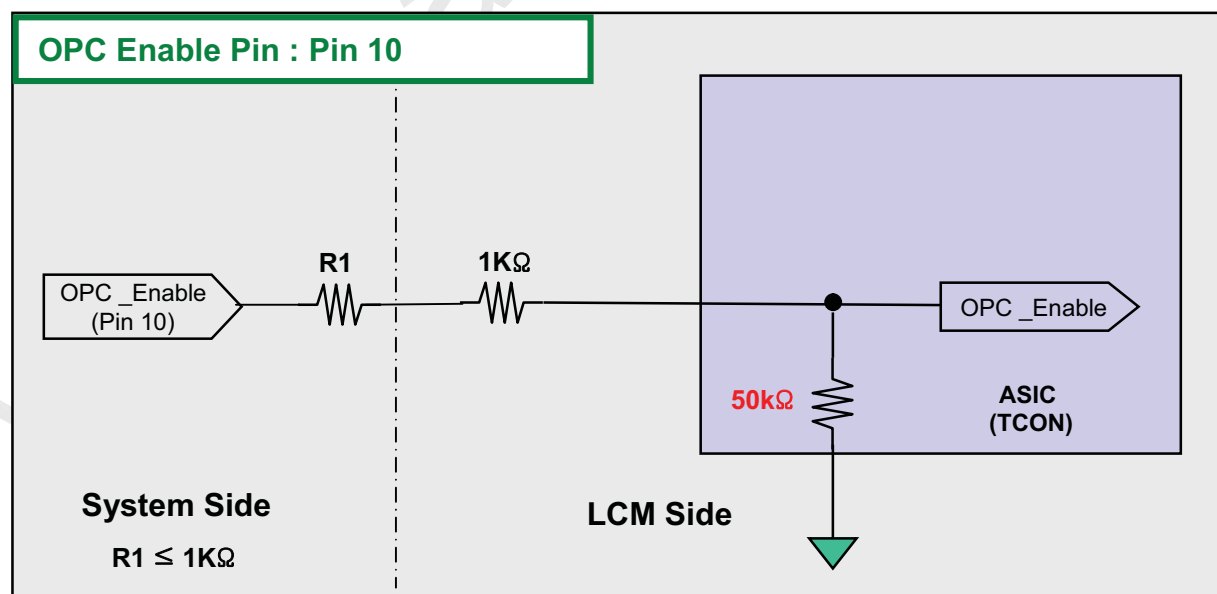 OPC Enable Pin : Pin 10
R1
1KΩ
OPC _Enable
(Pin 10)
OPC _Enable
50kΩ
ASIC
(TCON)
System Side
LCM Side
R1 ≤ 1KΩ